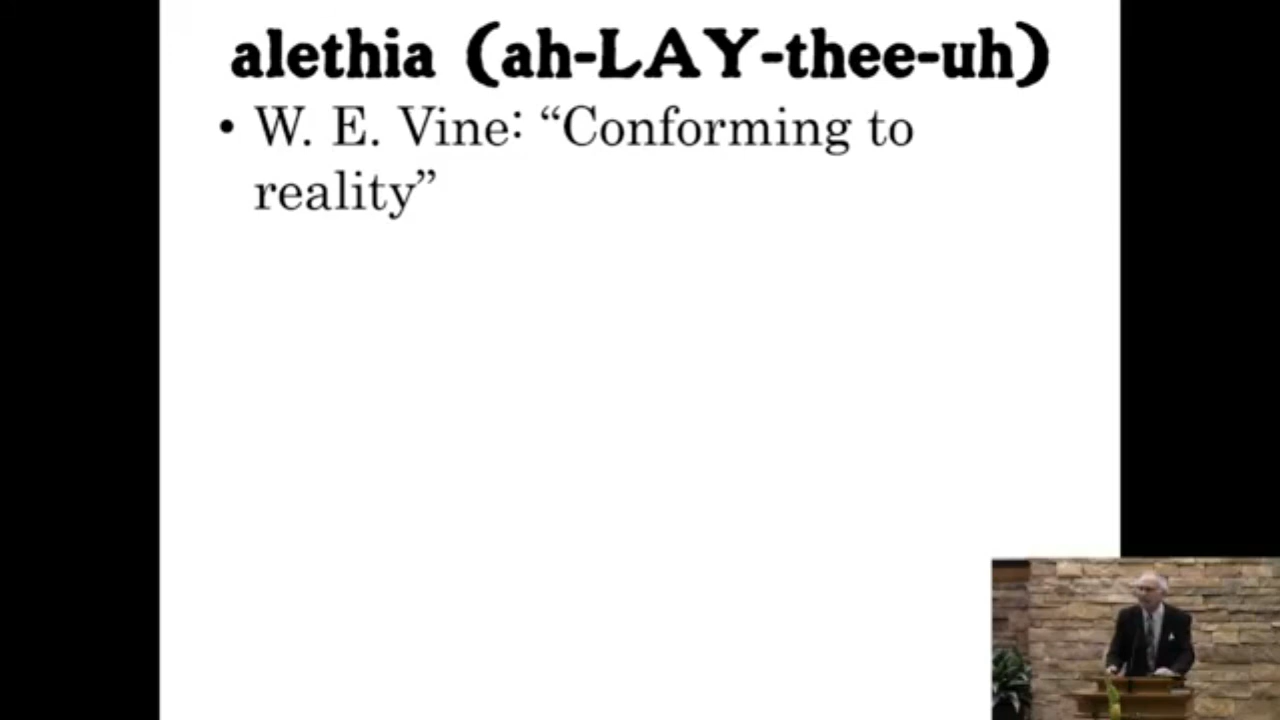 alethia (ah-LAY-thee-uh)
• W. E. Vine: “Conforming to
reality”